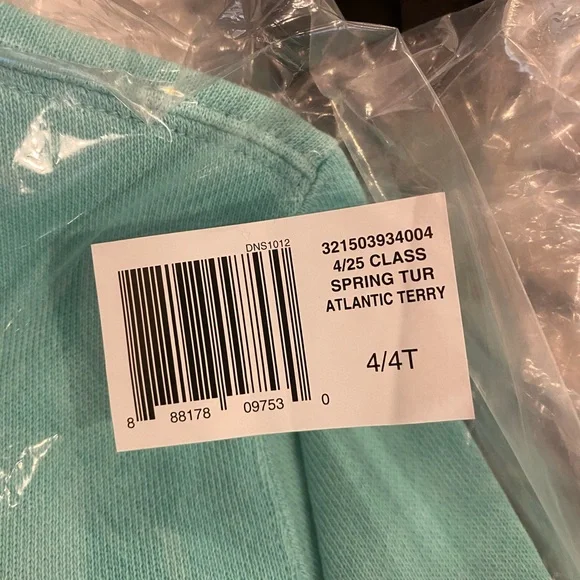 DNS1012
8 88178 09753 0
321503934004
4/25 CLASS
SPRING TUR
ATLANTIC TERRY
4/4T